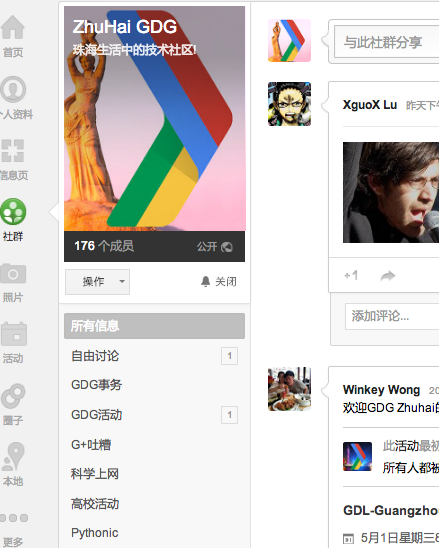 首页
个人资料
信息页
社群
照片
活动
圈子
本地
更多
ZhuHai GDG
珠海生活中的技术社区!
176 个成员
公开
操作
关闭
所有信息
自由讨论 1
GDG事务
GDG活动 1
G+吐糟
科学上网
高校活动
Pythonic
与此社群分享
XguoX Lu 昨天下午
+1
添加评论...
Winkey Wong 20
欢迎GDG Zhuhai的
此活动最初
所有人都被
GDL-Guangzhou
5月1日星期三8